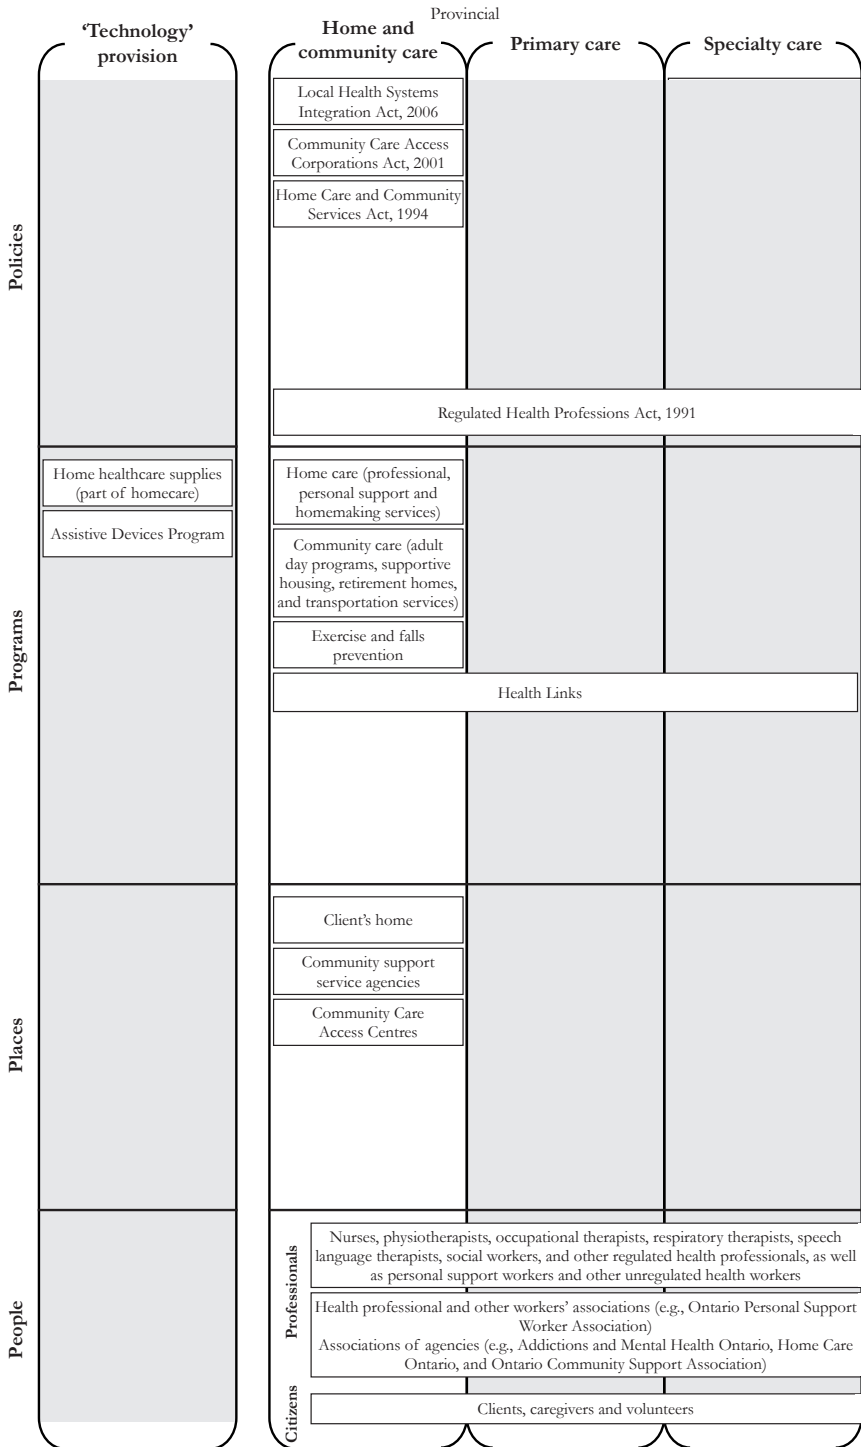 Provincial
‘Technology’
provision
Home and
community care
Primary care
Specialty care
Policies
Local Health Systems
Integration Act, 2006
Community Care Access
Corporations Act, 2001
Home Care and Community
Services Act, 1994
Regulated Health Professions Act, 1991
Programs
Home healthcare supplies
(part of homecare)
Assistive Devices Program
Home care (professional,
personal support and
homemaking services)
Community care (adult
day programs, supportive
housing, retirement homes,
and transportation services)
Exercise and falls
prevention
Health Links
Places
Client’s home
Community support
service agencies
Community Care
Access Centres
People
Professionals
Nurses, physiotherapists, occupational therapists, respiratory therapists, speech
language therapists, social workers, and other regulated health professionals, as well
as personal support workers and other unregulated health workers
Health professional and other workers’ associations (e.g., Ontario Personal Support
Worker Association)
Associations of agencies (e.g., Addictions and Mental Health Ontario, Home Care
Ontario, and Ontario Community Support Association)
Citizens
Clients, caregivers and volunteers